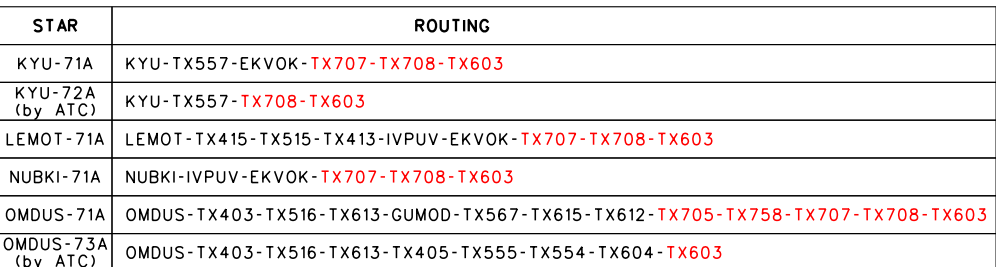 STAR ROUTING
KYU-71A KYU-TX557-EKVOK-TX707-TX708-TX603
KYU-72A
(by ATC) KYU-TX557-TX708-TX603
LEMOT-71A LEMOT-TX415-TX515-TX413-IVPUV-EKVOK-TX707-TX708-TX603
NUBKI-71A NUBKI-IVPUV-EKVOK-TX707-TX708-TX603
OMDUS-71A OMDUS-TX403-TX516-TX613-GUMOD-TX567-TX615-TX612-TX705-TX758-TX707-TX708-TX603
OMDUS-73A
(by ATC) OMDUS-TX403-TX516-TX613-TX405-TX555-TX554-TX604-TX603